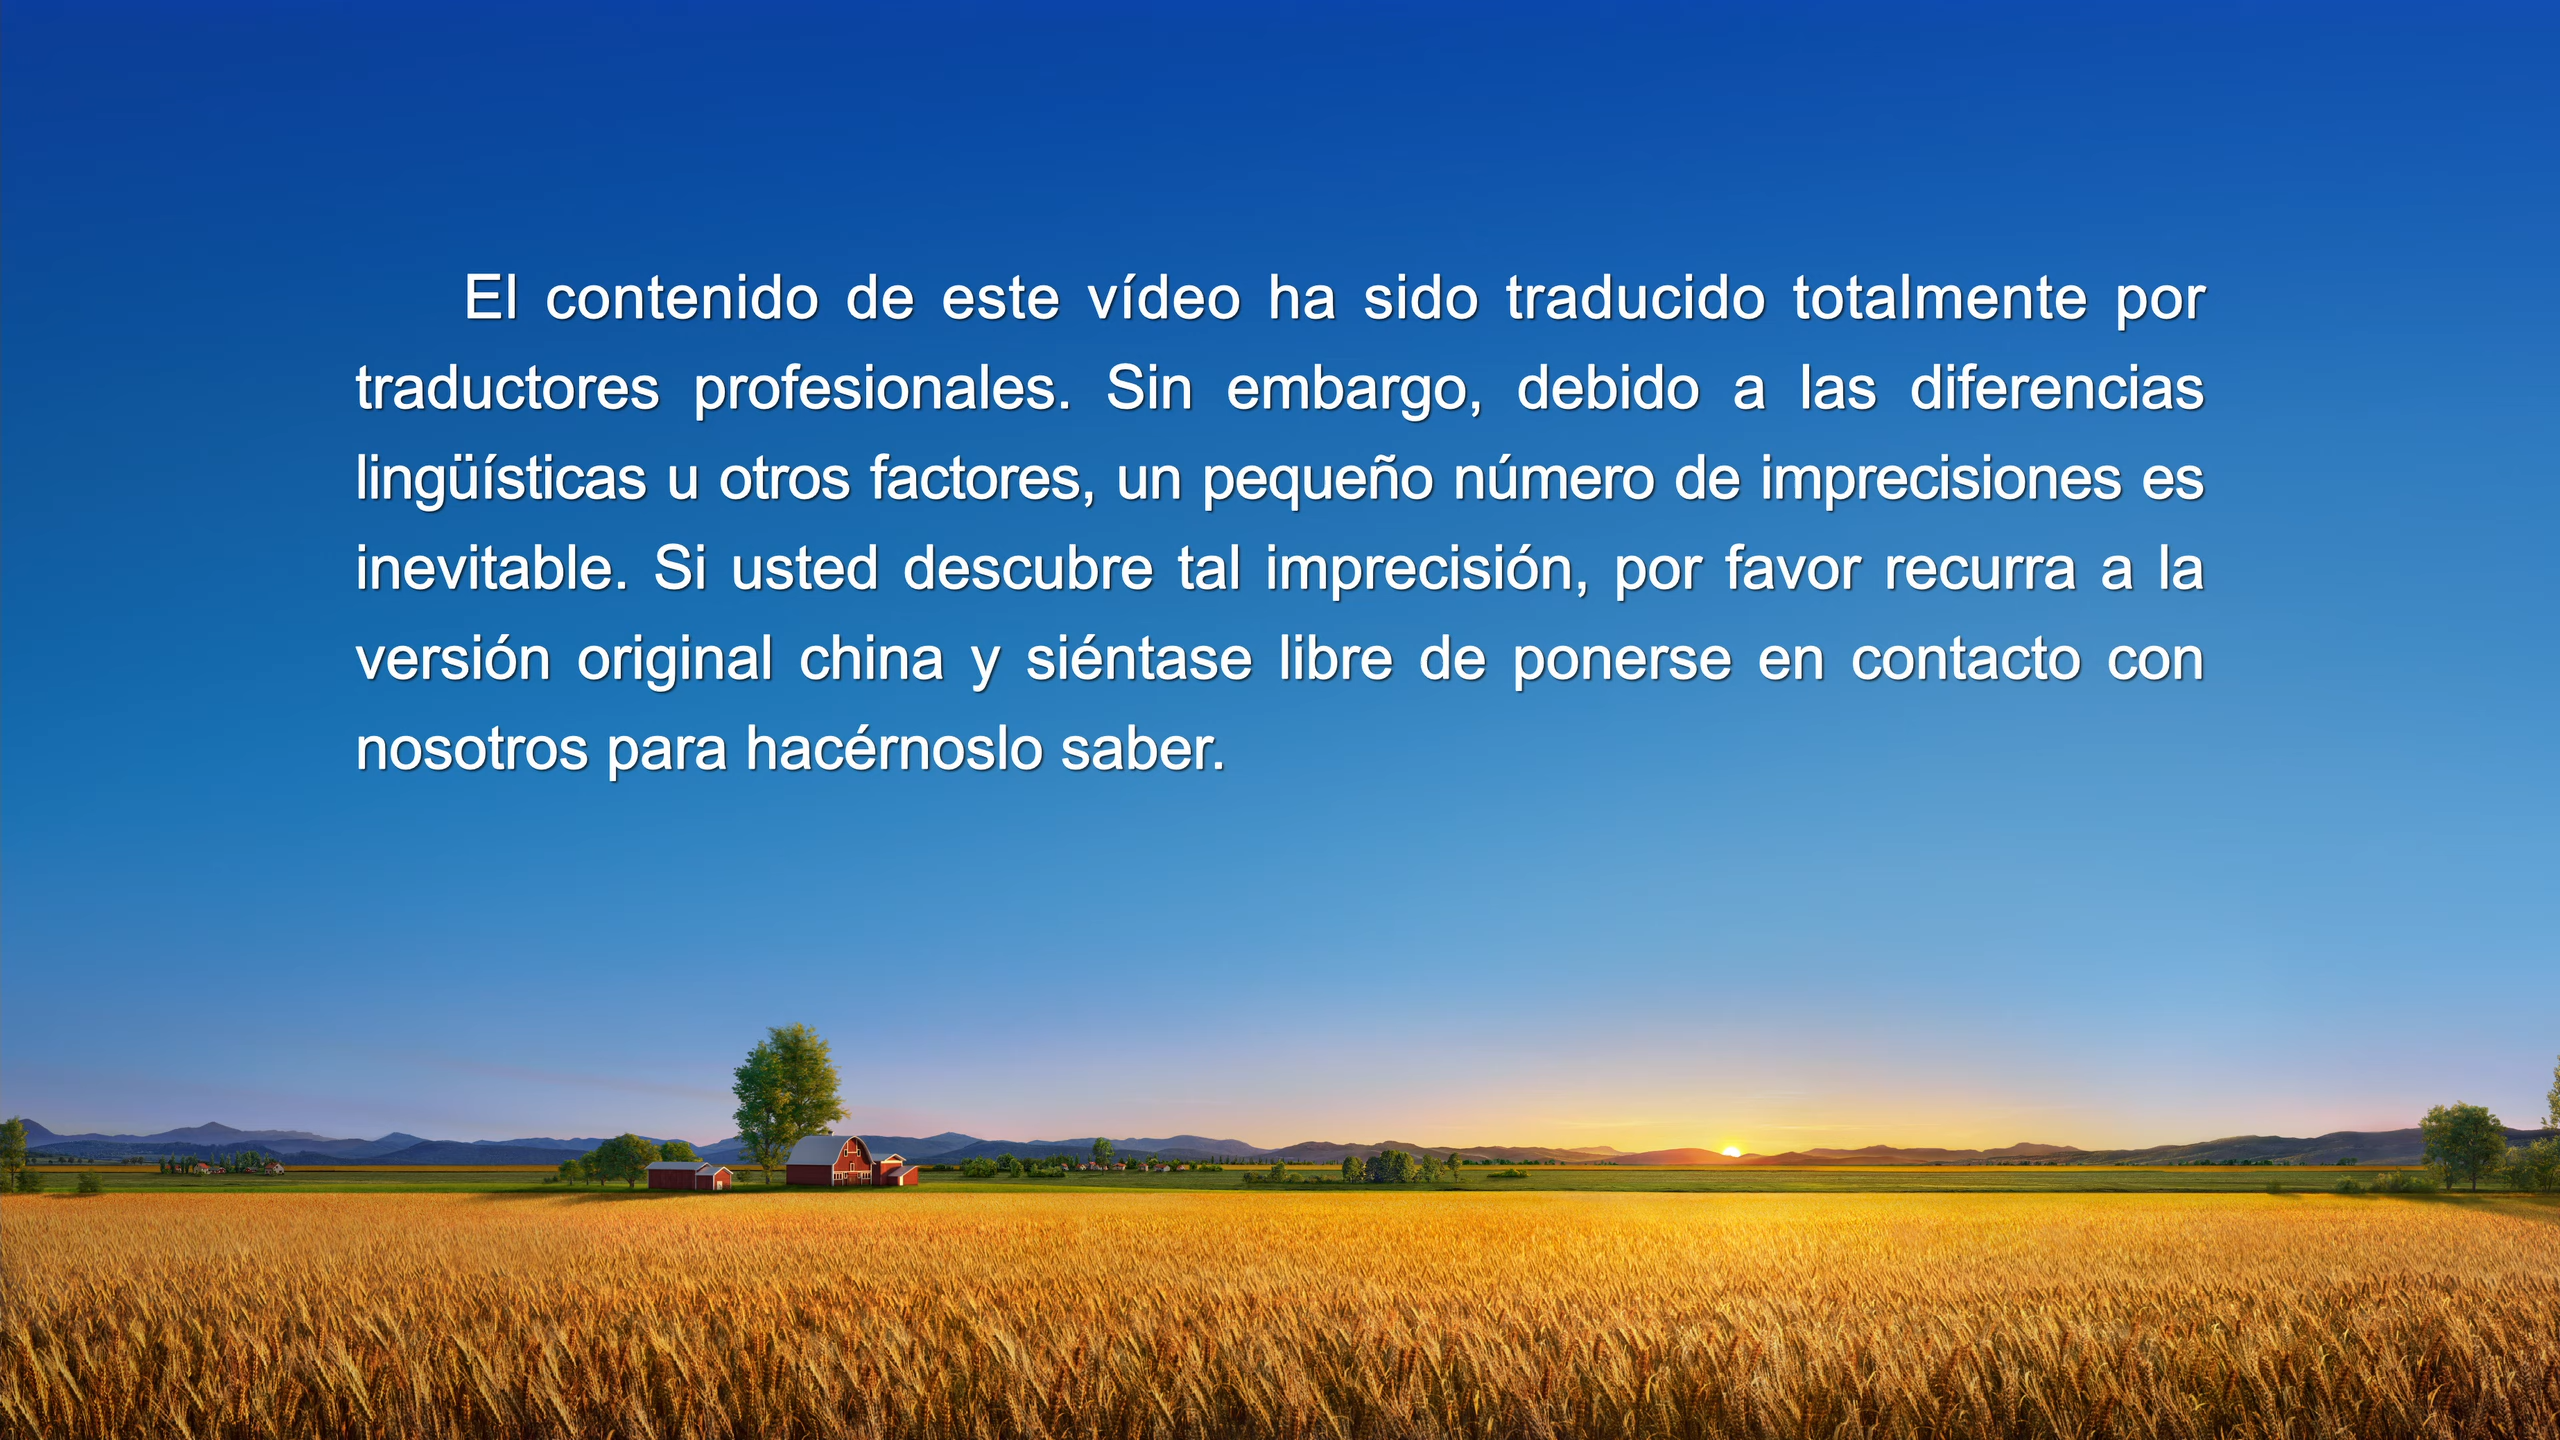 El contenido de este vídeo ha sido traducido totalmente por
traductores profesionales. Sin embargo, debido a las diferencias
lingüísticas u otros factores, un pequeño número de imprecisiones es
inevitable. Si usted descubre tal imprecisión, por favor recurra a la
versión original china y siéntase libre de ponerse en contacto con
nosotros para hacérnoslo saber.